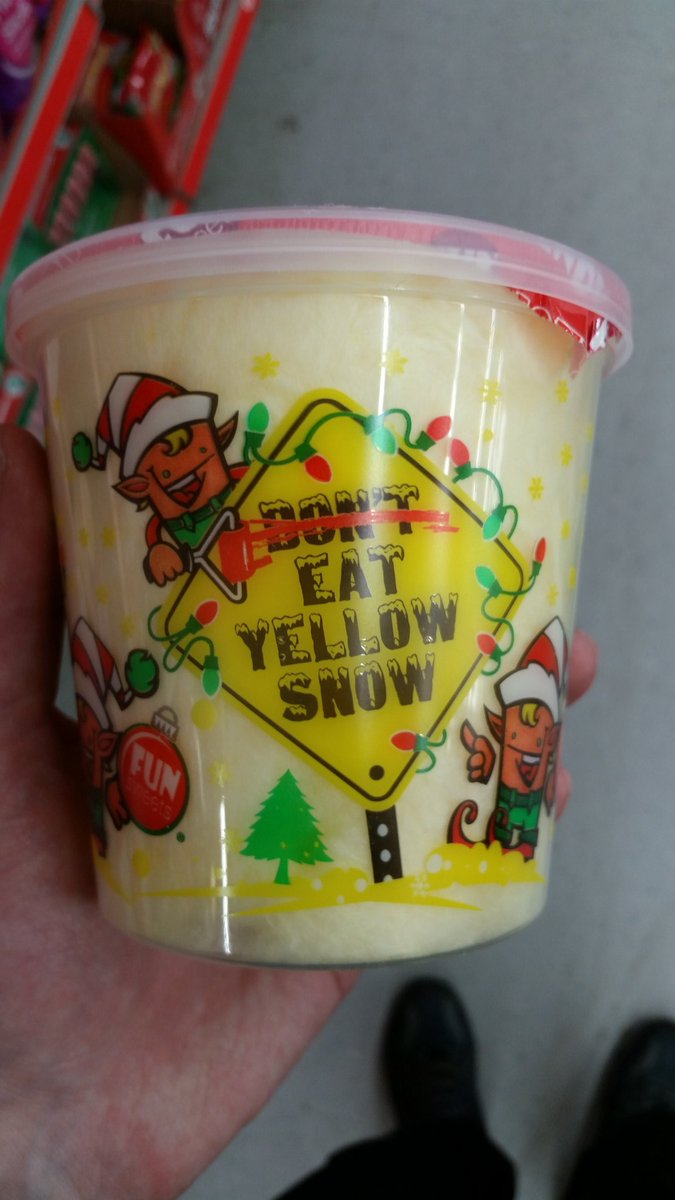 DON'T
EAT
YELLOW
SNOW
FUN
sweets